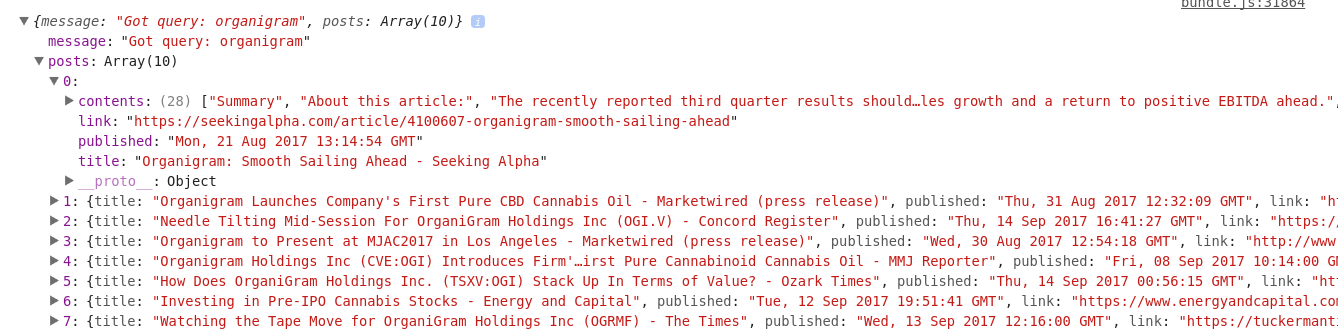 bundle.js:31864
▼{message: "Got query: organigram", posts: Array(10)} i
message: "Got query: organigram"
▼posts: Array(10)
▼0:
▶contents: (28) ["Summary", "About this article:", "The recently reported third quarter results should…les growth and a return to positive EBITDA ahead.",
link: "https://seekingalpha.com/article/4100607-organigram-smooth-sailing-ahead"
published: "Mon, 21 Aug 2017 13:14:54 GMT"
title: "Organigram: Smooth Sailing Ahead - Seeking Alpha"
▶__proto__: Object
▶1: {title: "Organigram Launches Company's First Pure CBD Cannabis Oil - Marketwired (press release)", published: "Thu, 31 Aug 2017 12:32:09 GMT", link: "ht
▶2: {title: "Needle Tilting Mid-Session For OrganiGram Holdings Inc (OGI.V) - Concord Register", published: "Thu, 14 Sep 2017 16:41:27 GMT", link: "https:/
▶3: {title: "Organigram to Present at MJAC2017 in Los Angeles - Marketwired (press release)", published: "Wed, 30 Aug 2017 12:54:18 GMT", link: "http://www
▶4: {title: "Organigram Holdings Inc (CVE:OGI) Introduces Firm'…irst Pure Cannabinoid Cannabis Oil - MMJ Reporter", published: "Fri, 08 Sep 2017 10:14:00 GM
▶5: {title: "How Does OrganiGram Holdings Inc. (TSXV:OGI) Stack Up In Terms of Value? - Ozark Times", published: "Thu, 14 Sep 2017 00:56:15 GMT", link: "htt
▶6: {title: "Investing in Pre-IPO Cannabis Stocks - Energy and Capital", published: "Tue, 12 Sep 2017 19:51:41 GMT", link: "https://www.energyandcapital.co
▶7: {title: "Watching the Tape Move for OrganiGram Holdings Inc (OGRMF) - The Times", published: "Wed, 13 Sep 2017 12:16:00 GMT", link: "https://tuckermant